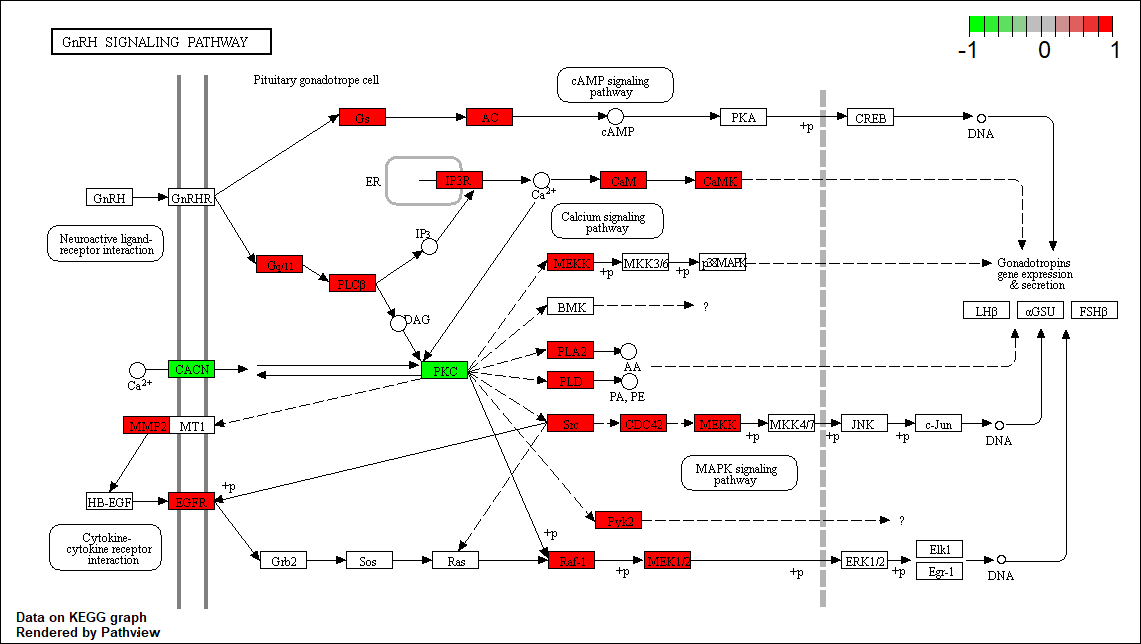 GnRH SIGNALING PATHWAY
-1 0 1
Pituitary gonadotrope cell
cAMP signaling
pathway
Gs
AC
cAMP
PKA
+p
CREB
DNA
ER
IP3R
Ca2+
CaM
CaMK
GnRH
GnRHR
Neuroactive ligand-
receptor interaction
Calcium signaling
pathway
IP3
Gq/11
PLCβ
DAG
MEKK
+p
MKK3/6
+p
p38MAPK
Gonadotropins
gene expression
& secretion
BMK
?
LHβ
αGSU
FSHβ
PLA2
AA
PLD
PA, PE
Ca2+
CACN
PKC
MMP2
MT1
Src
CDC42
MEKK
+p
MKK4/7
+p
JNK
+p
c-Jun
DNA
MAPK signaling
pathway
HB-EGF
EGFR
+p
Pyk2
?
Cytokine-
cytokine receptor
interaction
Grb2
Sos
Ras
+p
Raf-1
+p
MEK1/2
+p
ERK1/2
+p
Elk1
Egr-1
DNA
Data on KEGG graph
Rendered by Pathview